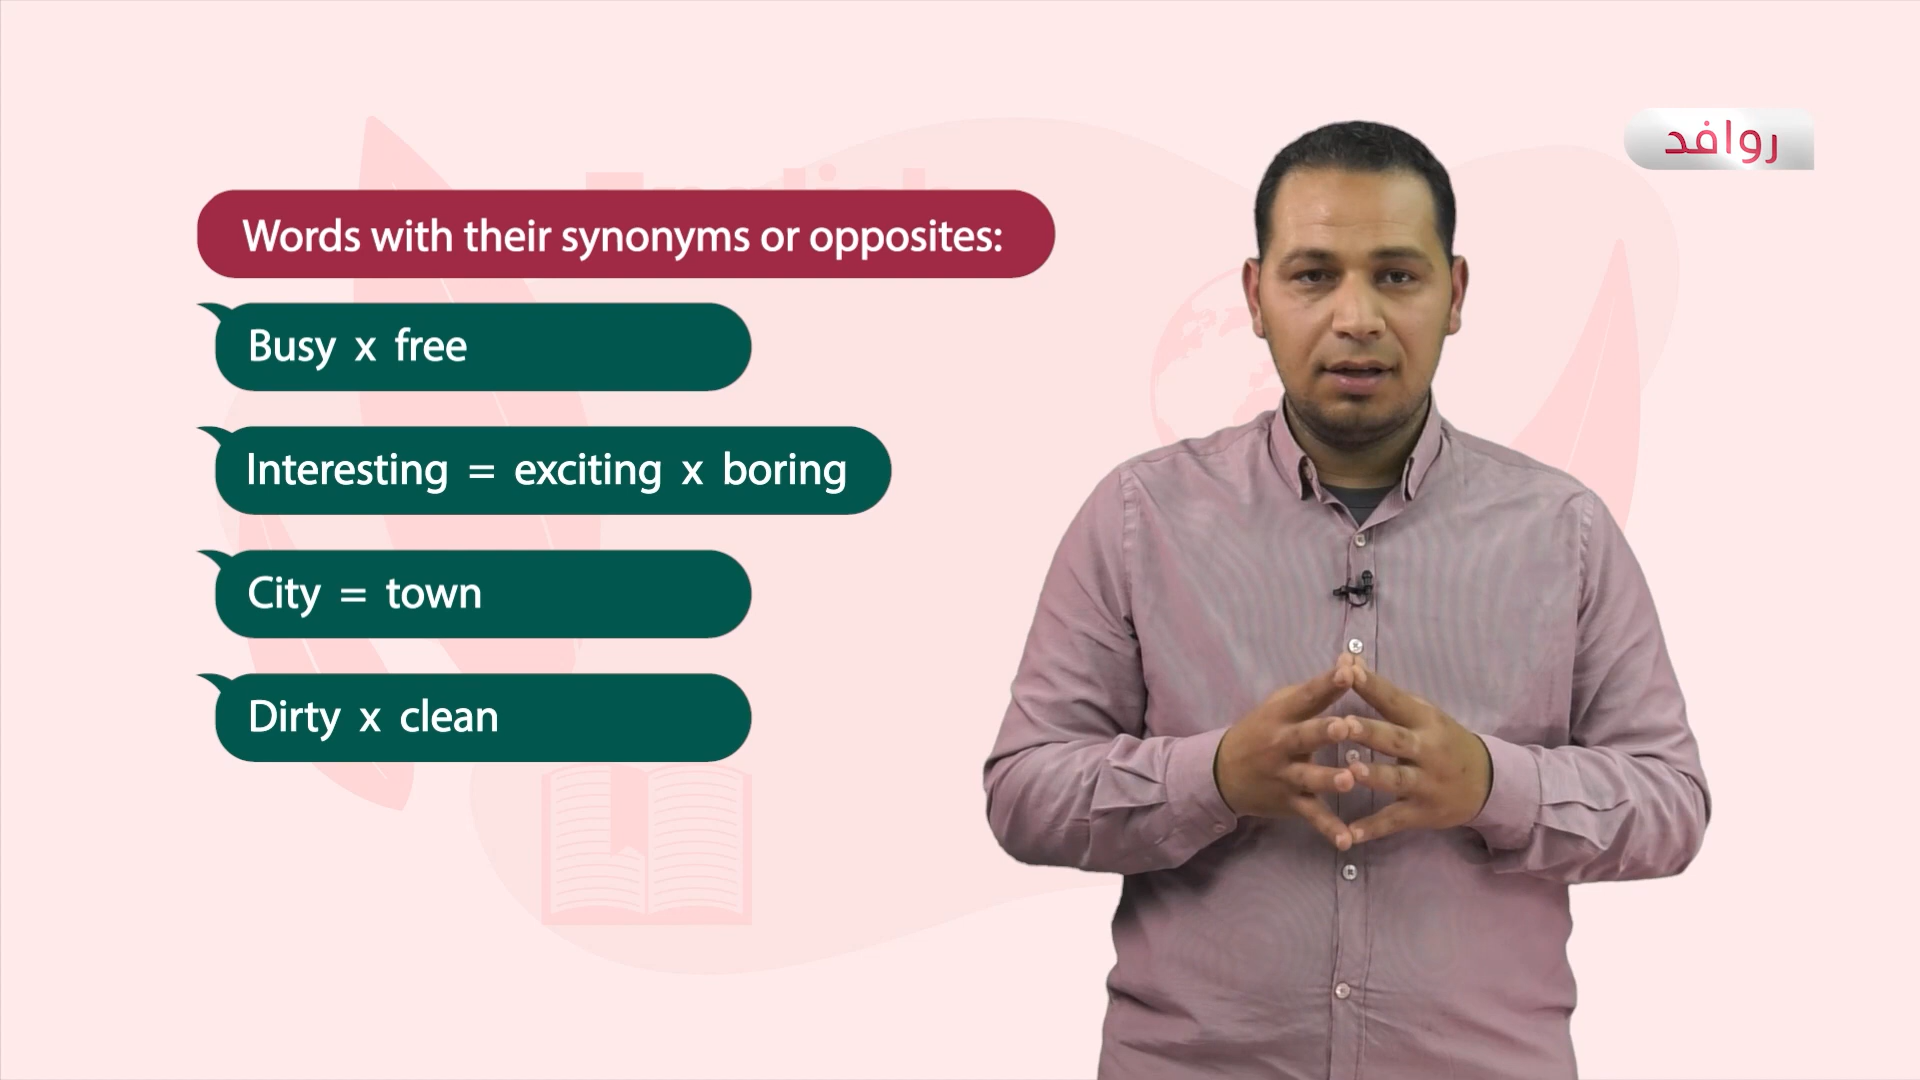 روافد
Words with their synonyms or opposites:
Busy x free
Interesting = exciting x boring
City = town
Dirty x clean